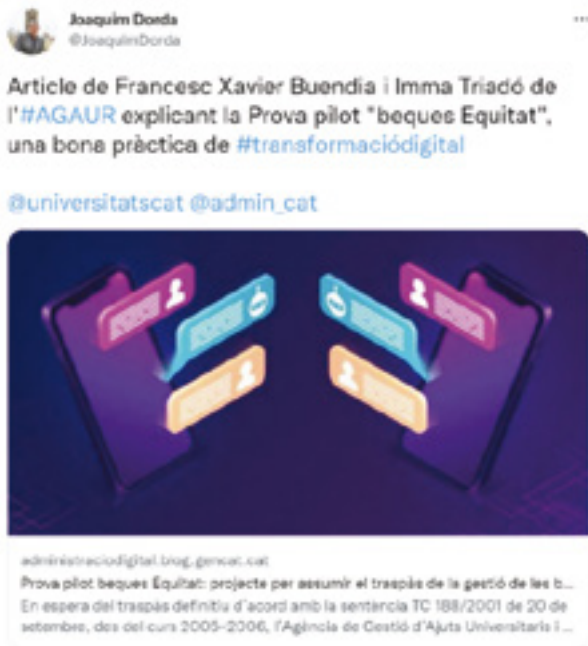 Joaquim Dorda
@JoaquimDorda
Article de Francesc Xavier Buendia i Imma Triadó de
l'#AGAUR explicant la Prova pilot "beques Equitat",
una bona pràctica de #transformaciódigital
@universitatscat @admin_cat
administraciodigital.blog.gencat.cat
Prova pilot beques Equitat: projecte per assumir el traspàs de la gestió de les b...
En espera del traspàs definitiu d'acord amb la sentència TC 188/2001 de 20 de
setembre, des del curs 2005-2006, l'Agència de Gestió d'Ajuts Universitaris i ...